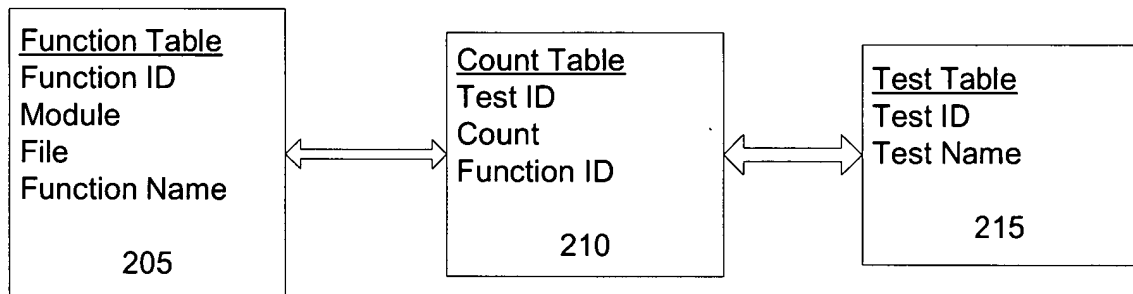 Function Table
Function ID
Module
File
Function Name
205
Count Table
Test ID
Count
Function ID
210
Test Table
Test ID
Test Name
215